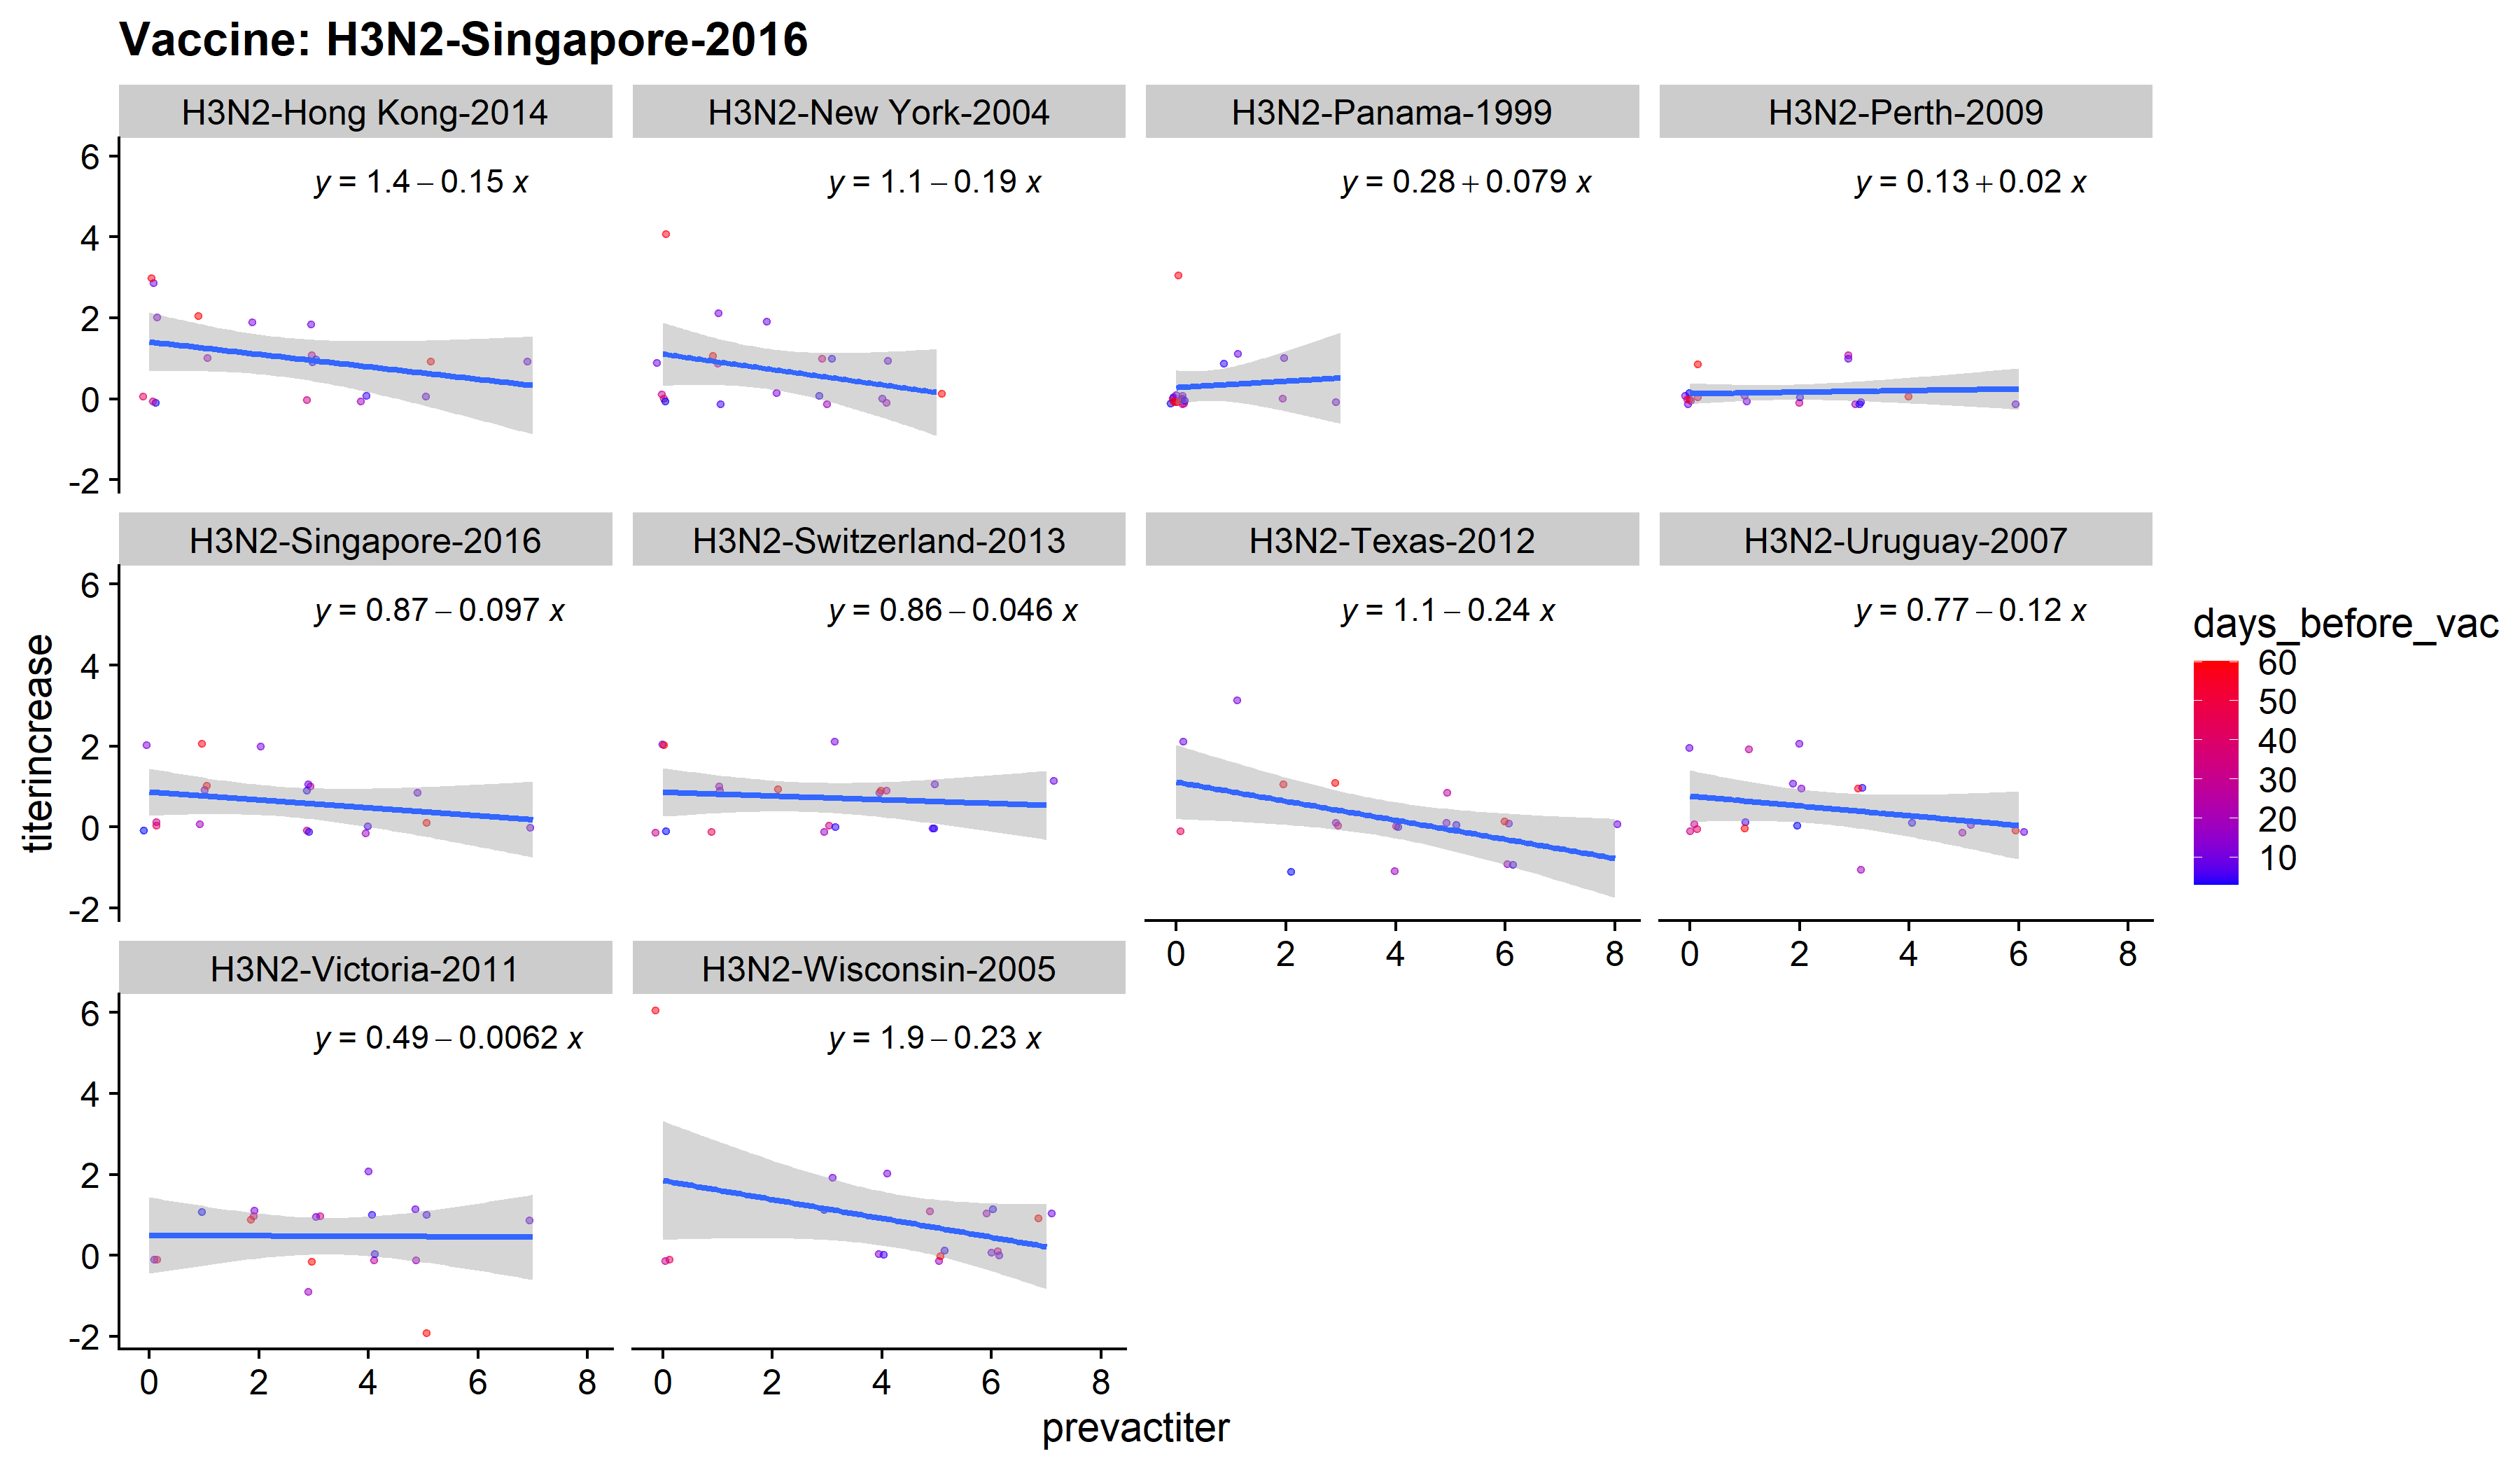 Vaccine: H3N2-Singapore-2016
H3N2-Hong Kong-2014
H3N2-New York-2004
H3N2-Panama-1999
H3N2-Perth-2009
y = 1.4 − 0.15 x
y = 1.1 − 0.19 x
y = 0.28 + 0.079 x
y = 0.13 + 0.02 x
6
4
2
0
-2
H3N2-Singapore-2016
H3N2-Switzerland-2013
H3N2-Texas-2012
H3N2-Uruguay-2007
y = 0.87 − 0.097 x
y = 0.86 − 0.046 x
y = 1.1 − 0.24 x
y = 0.77 − 0.12 x
6
4
2
0
-2
0 2 4 6 8
0 2 4 6 8
titerincrease
H3N2-Victoria-2011
H3N2-Wisconsin-2005
y = 0.49 − 0.0062 x
y = 1.9 − 0.23 x
6
4
2
0
-2
0 2 4 6 8
0 2 4 6 8
prevactiter
days_before_vac
60
50
40
30
20
10